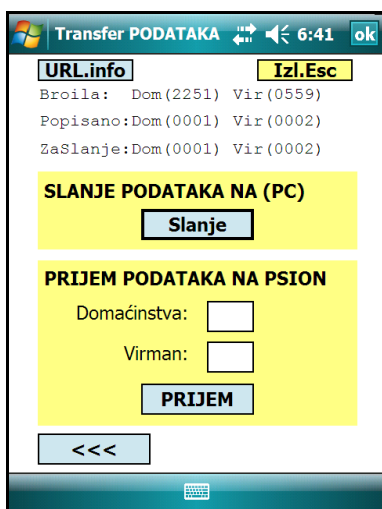 Transfer PODATAKA 6:41 ok
URL.info Izl.Esc
Broila: Dom(2251) Vir(0559)
Popisano:Dom(0001) Vir(0002)
ZaSlanje:Dom(0001) Vir(0002)
SLANJE PODATAKA NA (PC)
Slanje
PRIJEM PODATAKA NA PSION
Domaćinstva:
Virman:
PRIJEM
<<<